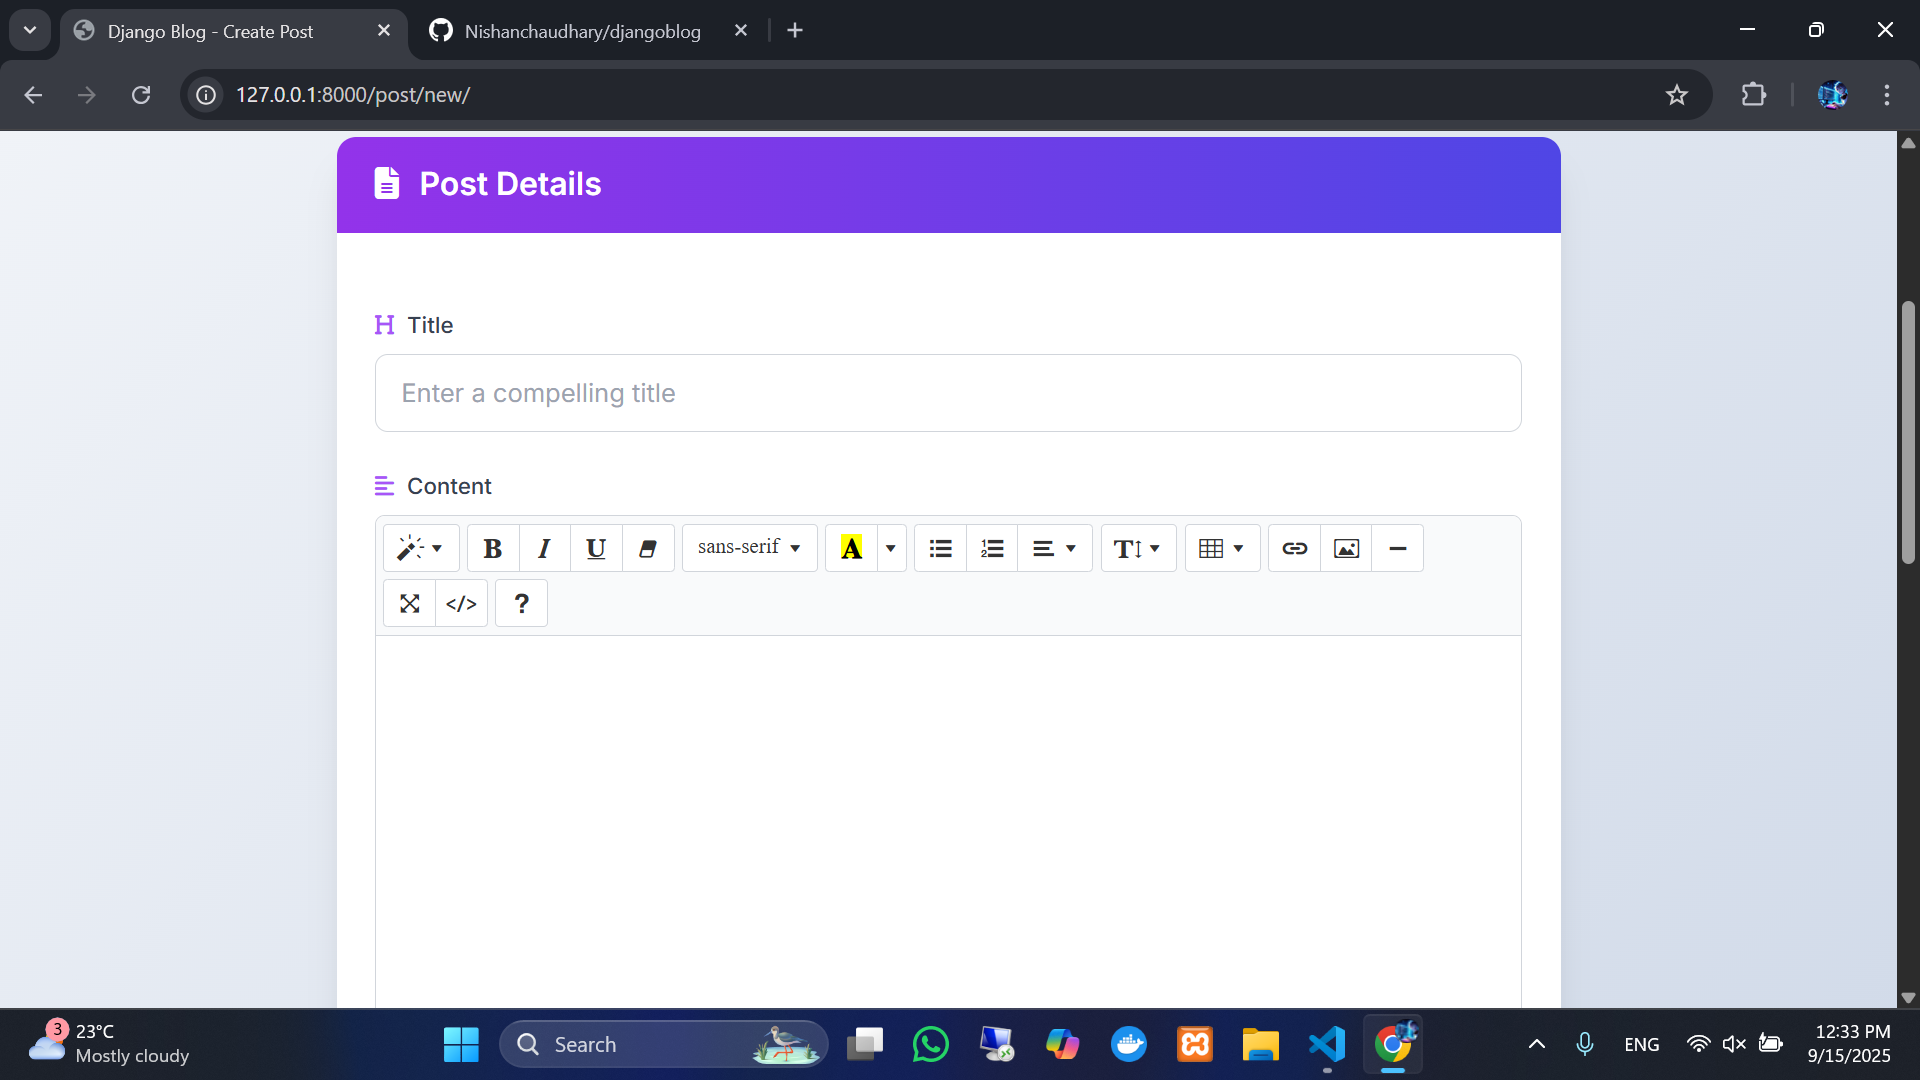 Django Blog - Create Post
Nishanchaudhary/djangoblog
127.0.0.1:8000/post/new/
Post Details
H Title
Enter a compelling title
Content
B I U sans-serif A T
</> ?
3
23°C
Mostly cloudy
Search
ENG
12:33 PM
9/15/2025